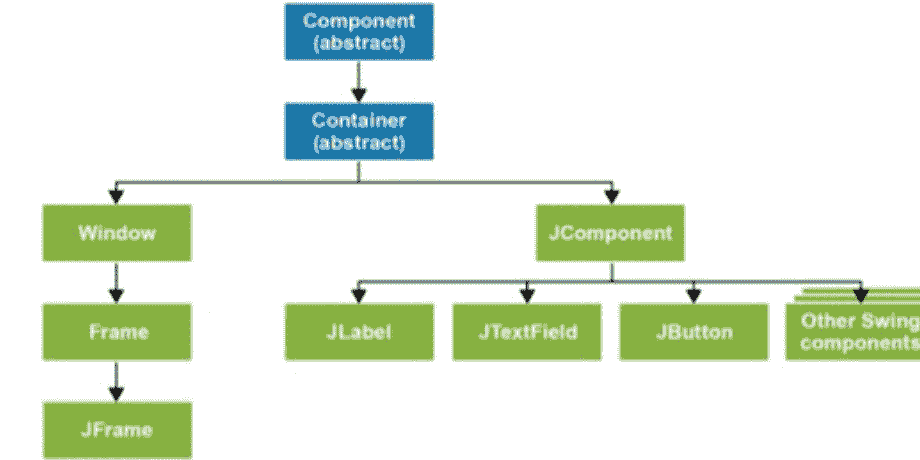 Component
(abstract)
Container
(abstract)
Window
JComponent
Frame
JLabel
JTextField
JButton
Other Swing
components
JFrame